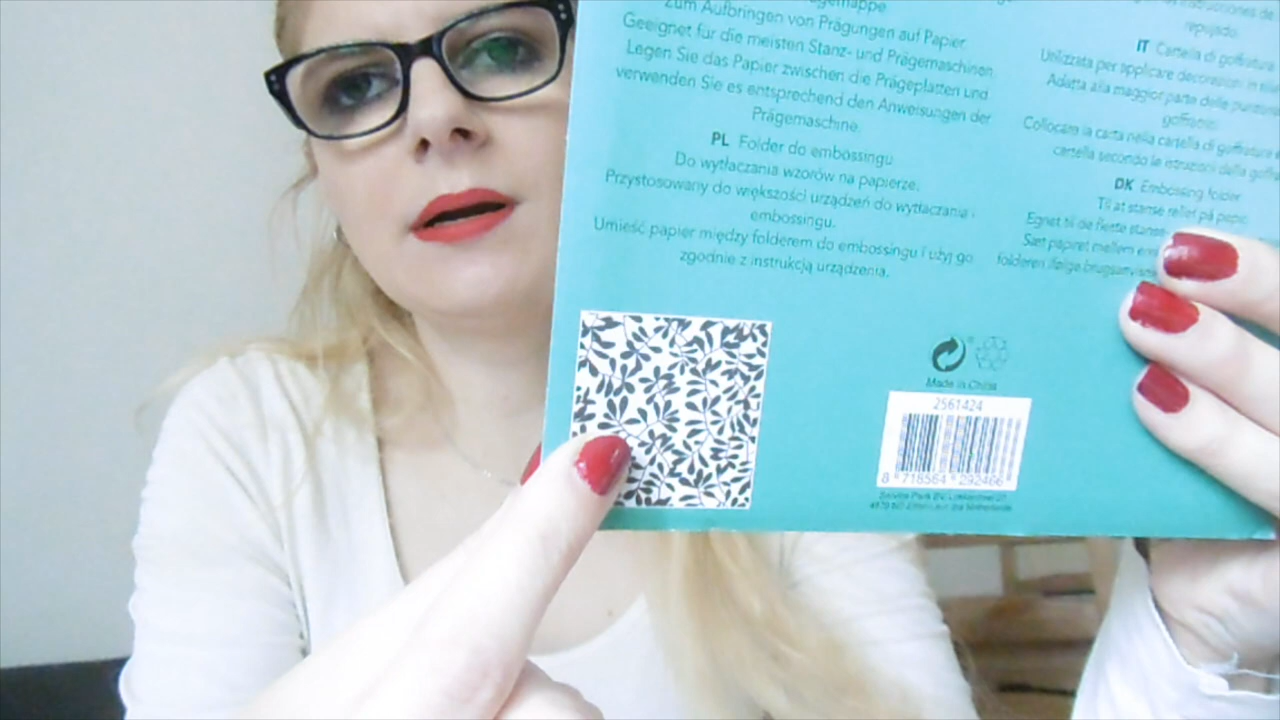 Prägemappe
Zum Aufbringen von Prägungen auf Papier.
Geeignet für die meisten Stanz- und Prägemaschinen.
Legen Sie das Papier zwischen die Prägeplatten und
verwenden Sie es entsprechend den Anweisungen der
Prägemaschine.
PL Folder do embossingu
Do wytłaczania wzorów na papierze.
Przystosowany do większości urządzeń do wytłaczania i
embossingu.
Umieść papier między folderem do embossingu i użyj go
zgodnie z instrukcją urządzenia.
instrucciones de
repujado.
IT Cartella di goffratura
Utilizzata per applicare decorazioni in
Adatta alla maggior parte delle
goffratrici.
Collocare la carta nella cartella di goffratura e
cartella secondo le istruzioni della
DK Embossing folder
Til at stanse relief på papir.
Egnet til de fleste
Sæt papiret mellem
folderen ifølge
Made in China
2561424
8 718564 292466